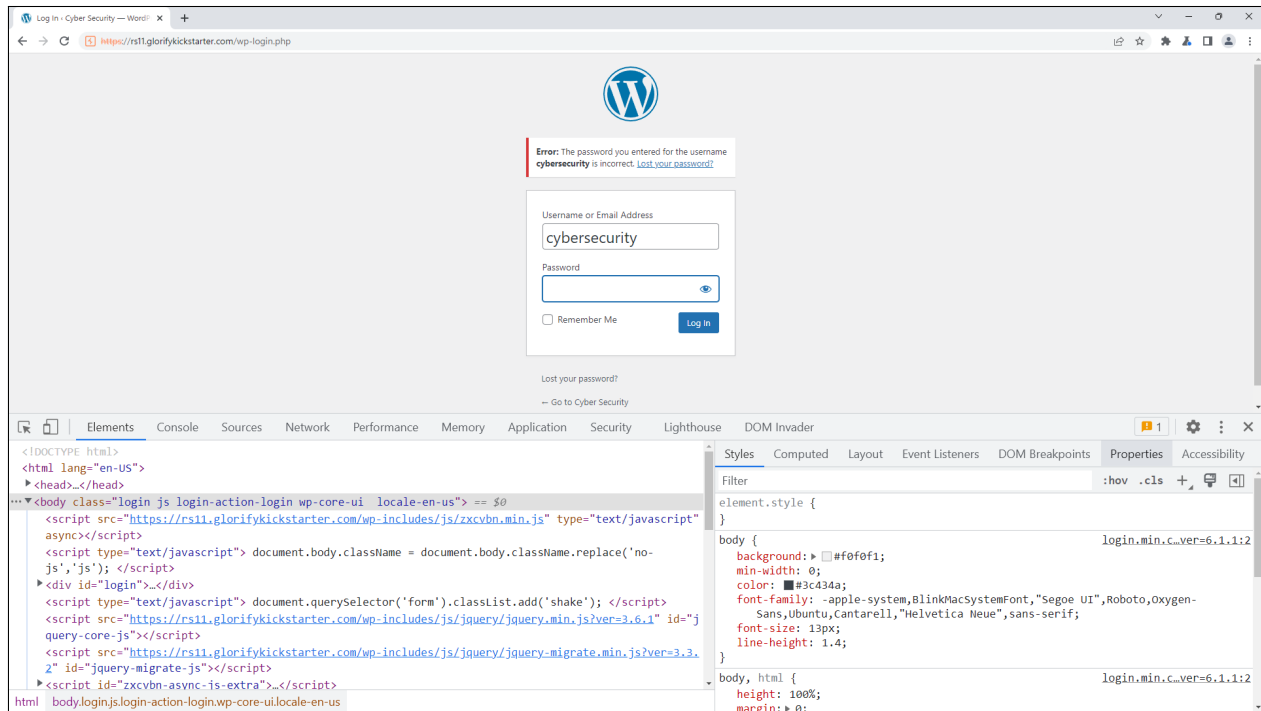 Log In ‹ Cyber Security — WordP
https://rs11.glorifykickstarter.com/wp-login.php
Error: The password you entered for the username
cybersecurity is incorrect. Lost your password?
Username or Email Address
cybersecurity
Password
Remember Me
Log In
Lost your password?
← Go to Cyber Security
Elements Console Sources Network Performance Memory Application Security Lighthouse DOM Invader 1
<!DOCTYPE html>
<html lang="en-US">
<head>…</head>
<body class="login js login-action-login wp-core-ui  locale-en-us"> == $0
<script src="https://rs11.glorifykickstarter.com/wp-includes/js/zxcvbn.min.js" type="text/javascript"
async></script>
<script type="text/javascript"> document.body.className = document.body.className.replace('no-
js','js'); </script>
<div id="login">…</div>
<script type="text/javascript"> document.querySelector('form').classList.add('shake'); </script>
<script src="https://rs11.glorifykickstarter.com/wp-includes/js/jquery/jquery.min.js?ver=3.6.1" id="j
query-core-js"></script>
<script src="https://rs11.glorifykickstarter.com/wp-includes/js/jquery/jquery-migrate.min.js?ver=3.3.
2" id="jquery-migrate-js"></script>
<script id="zxcvbn-async-js-extra">…</script>
html body.login.js.login-action-login.wp-core-ui.locale-en-us
Styles Computed Layout Event Listeners DOM Breakpoints Properties Accessibility
Filter :hov .cls
element.style {
}
body { login.min.c…ver=6.1.1:2
background: #f0f0f1;
min-width: 0;
color: #3c434a;
font-family: -apple-system,BlinkMacSystemFont,"Segoe UI",Roboto,Oxygen-
Sans,Ubuntu,Cantarell,"Helvetica Neue",sans-serif;
font-size: 13px;
line-height: 1.4;
}
body, html { login.min.c…ver=6.1.1:2
height: 100%;
margin: 0;